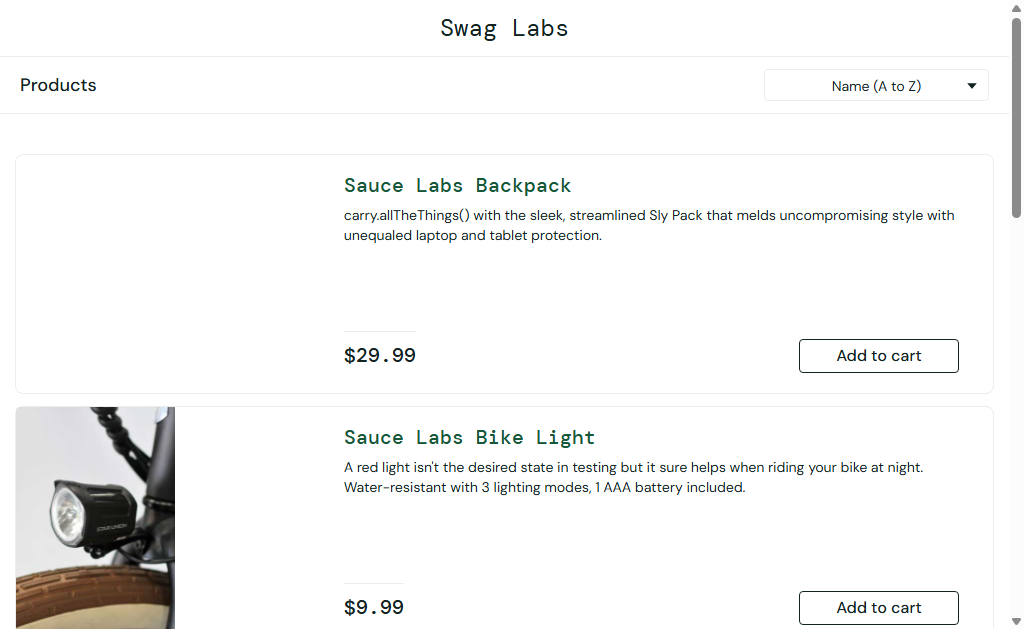 Swag Labs
Products
Name (A to Z)
Sauce Labs Backpack
carry.allTheThings() with the sleek, streamlined Sly Pack that melds uncompromising style with
unequaled laptop and tablet protection.
$29.99
Add to cart
Sauce Labs Bike Light
A red light isn't the desired state in testing but it sure helps when riding your bike at night.
Water-resistant with 3 lighting modes, 1 AAA battery included.
$9.99
Add to cart